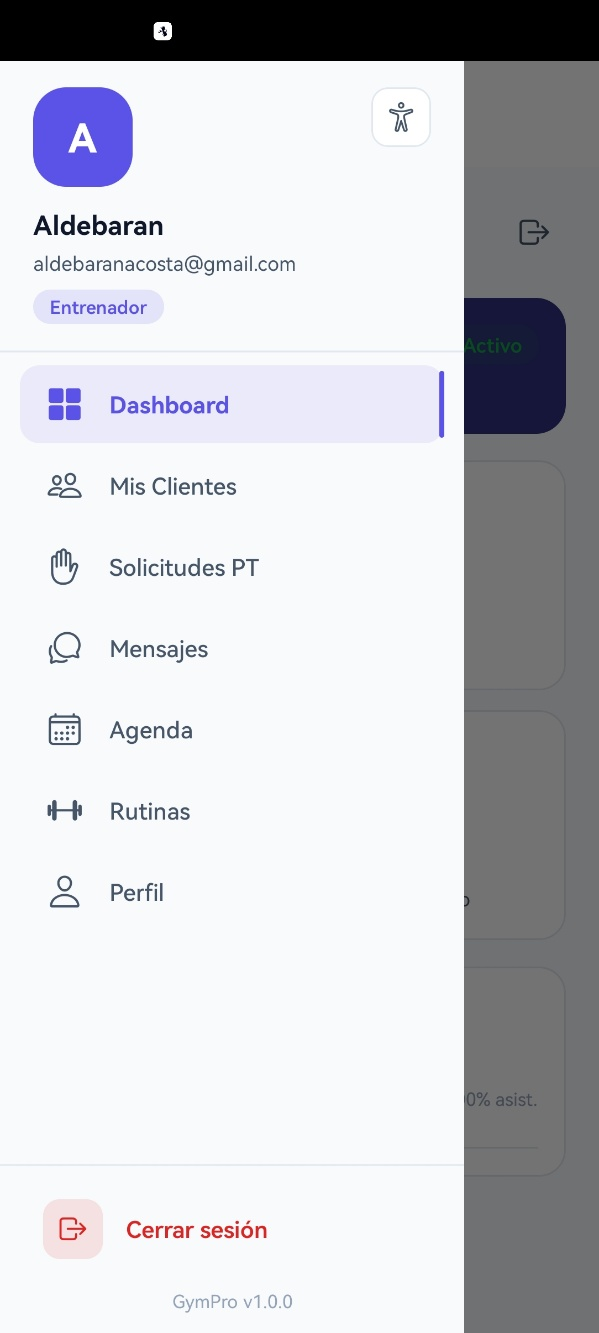 A
Aldebaran
aldebaranacosta@gmail.com
Entrenador
Activo
Dashboard
Mis Clientes
Solicitudes PT
Mensajes
Agenda
Rutinas
Perfil
0% asist.
Cerrar sesión
GymPro v1.0.0